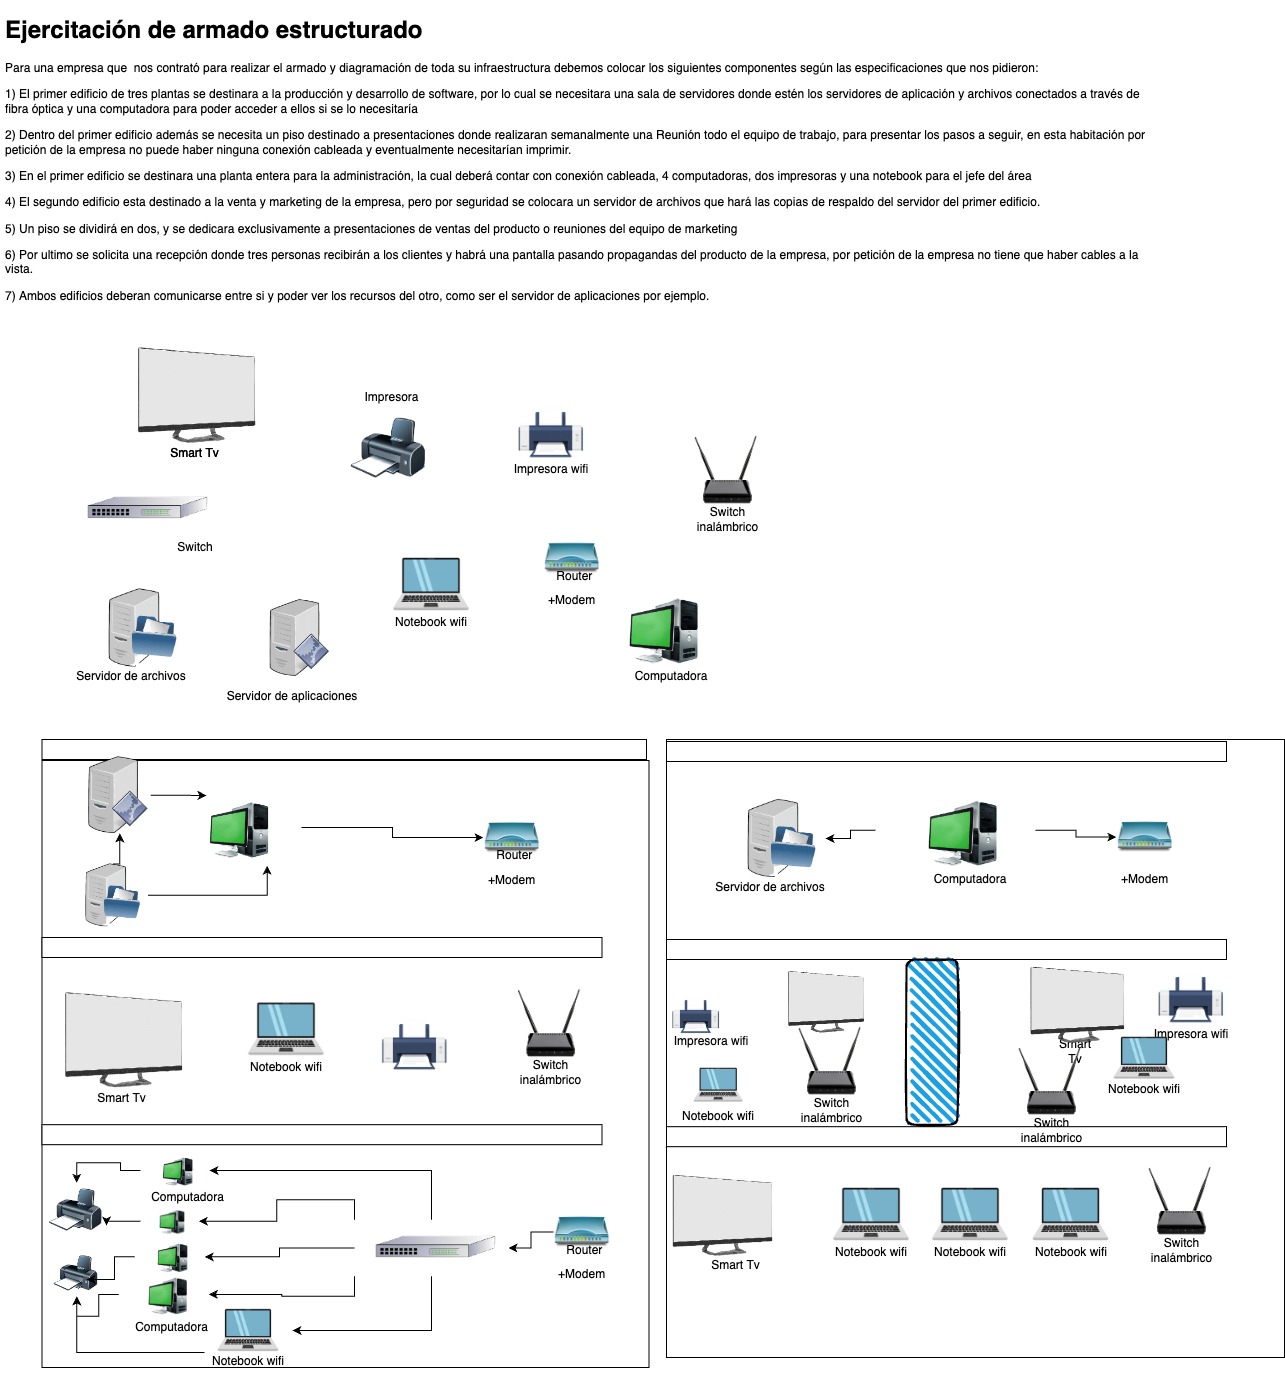 Ejercitación de armado estructurado
Para una empresa que  nos contrató para realizar el armado y diagramación de toda su infraestructura debemos colocar los siguientes componentes según las especificaciones que nos pidieron:
1) El primer edificio de tres plantas se destinara a la producción y desarrollo de software, por lo cual se necesitara una sala de servidores donde estén los servidores de aplicación y archivos conectados a través de
fibra óptica y una computadora para poder acceder a ellos si se lo necesitaría
2) Dentro del primer edificio además se necesita un piso destinado a presentaciones donde realizaran semanalmente una Reunión todo el equipo de trabajo, para presentar los pasos a seguir, en esta habitación por
petición de la empresa no puede haber ninguna conexión cableada y eventualmente necesitarían imprimir.
3) En el primer edificio se destinara una planta entera para la administración, la cual deberá contar con conexión cableada, 4 computadoras, dos impresoras y una notebook para el jefe del área
4) El segundo edificio esta destinado a la venta y marketing de la empresa, pero por seguridad se colocara un servidor de archivos que hará las copias de respaldo del servidor del primer edificio.
5) Un piso se dividirá en dos, y se dedicara exclusivamente a presentaciones de ventas del producto o reuniones del equipo de marketing
6) Por ultimo se solicita una recepción donde tres personas recibirán a los clientes y habrá una pantalla pasando propagandas del producto de la empresa, por petición de la empresa no tiene que haber cables a la
vista.
7) Ambos edificios deberan comunicarse entre si y poder ver los recursos del otro, como ser el servidor de aplicaciones por ejemplo.
Impresora
Smart Tv
Impresora wifi
Switch
inalámbrico
Switch
Router
+Modem
Notebook wifi
Servidor de archivos
Computadora
Servidor de aplicaciones
Router
+Modem
Servidor de archivos
Computadora
+Modem
Notebook wifi
Switch
inalámbrico
Smart Tv
Impresora wifi
Notebook wifi
Switch
inalámbrico
Smart
Tv
Impresora wifi
Notebook wifi
Switch
inalámbrico
Computadora
Computadora
Notebook wifi
Router
+Modem
Smart Tv
Notebook wifi
Notebook wifi
Notebook wifi
Switch
inalámbrico